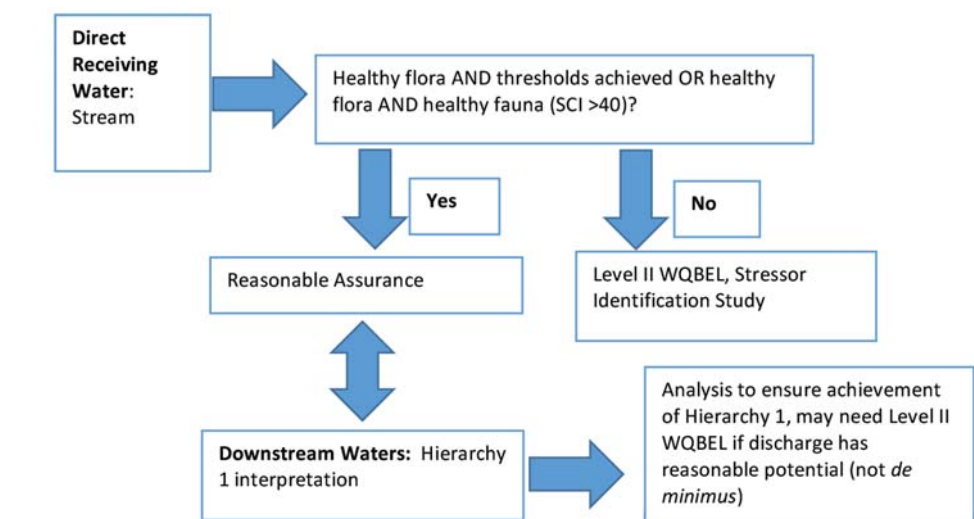 Direct
Receiving
Water:
Stream
Healthy flora AND thresholds achieved OR healthy
flora AND healthy fauna (SCI >40)?
Yes
No
Reasonable Assurance
Level II WQBEL, Stressor
Identification Study
Downstream Waters: Hierarchy
1 interpretation
Analysis to ensure achievement
of Hierarchy 1, may need Level II
WQBEL if discharge has
reasonable potential (not de
minimus)